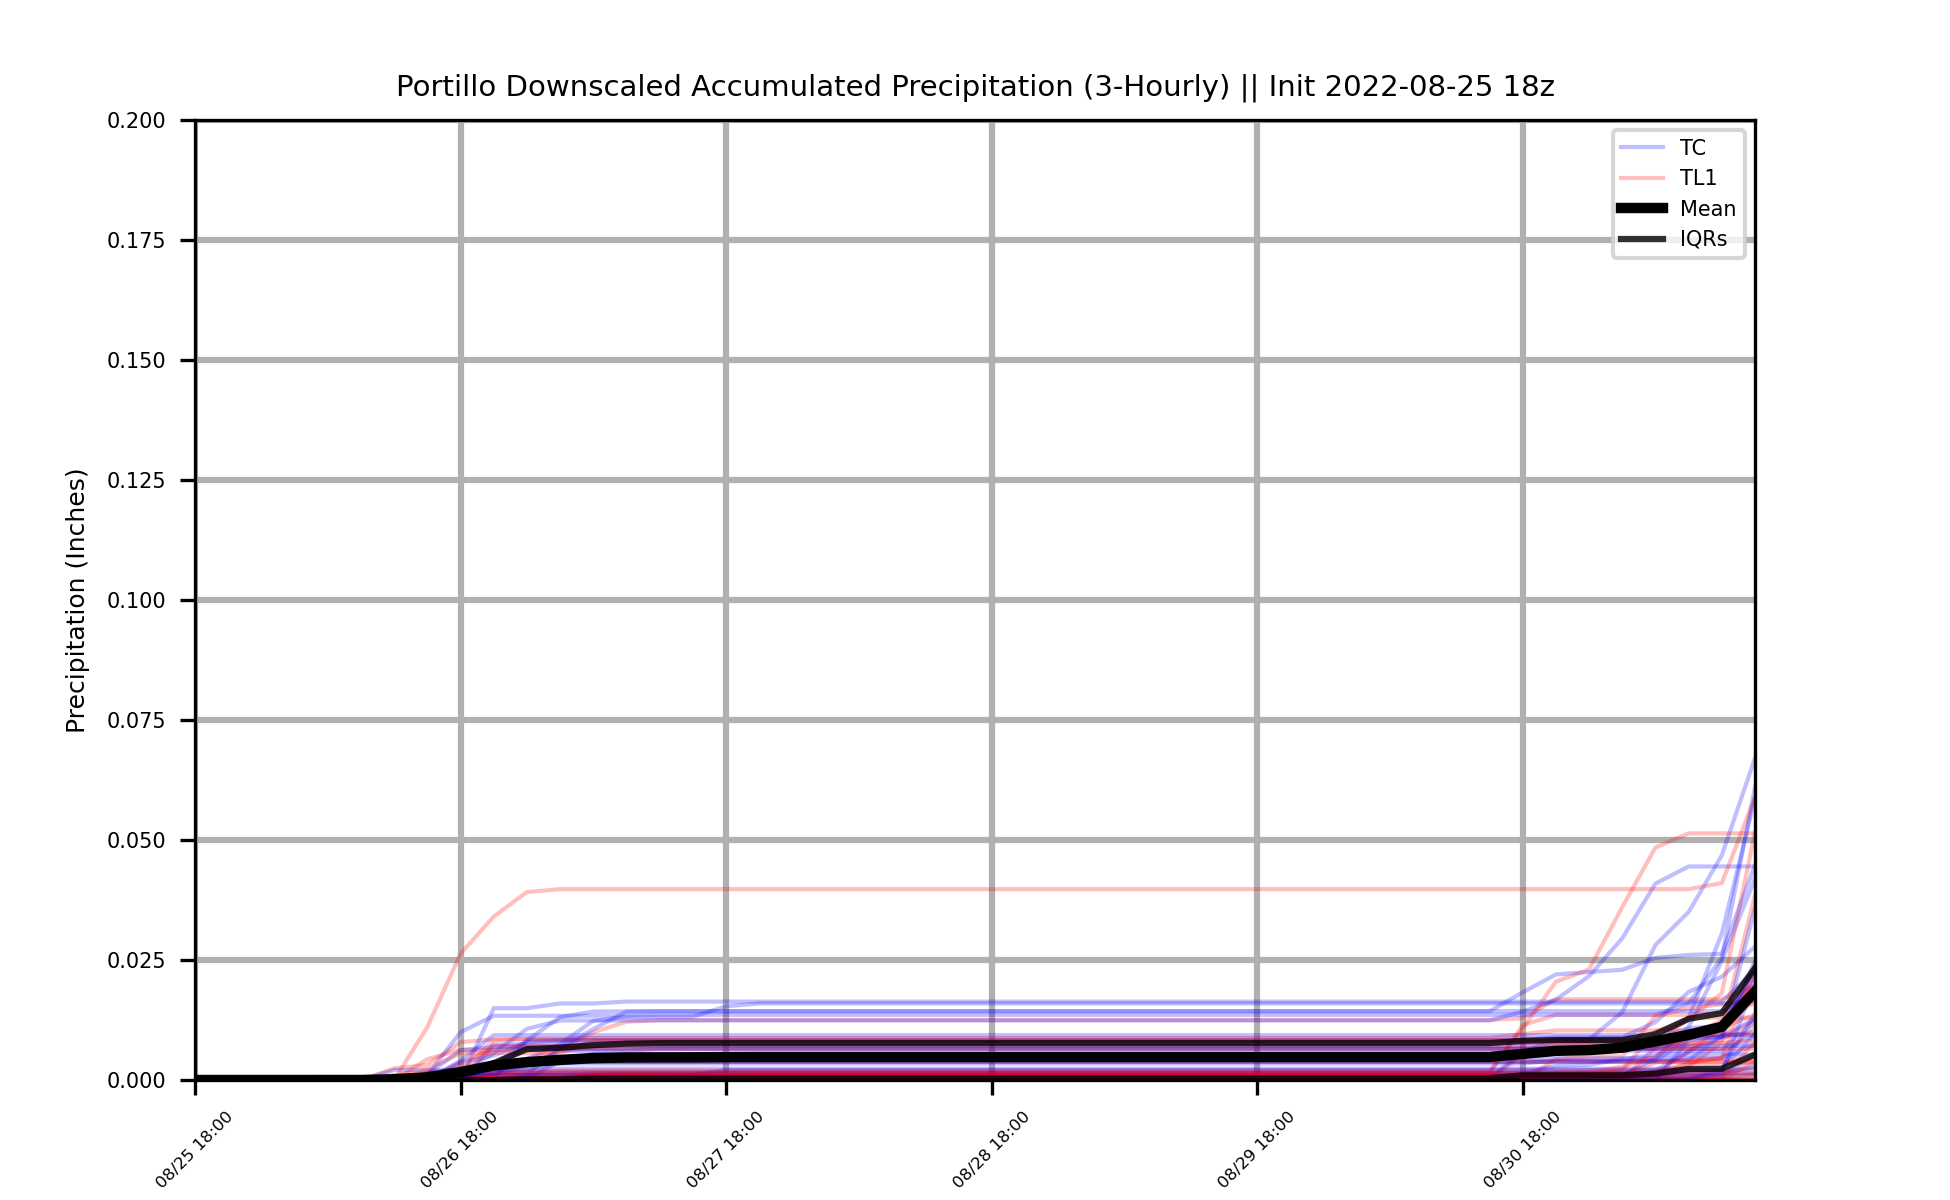 Portillo Downscaled Accumulated Precipitation (3-Hourly) || Init 2022-08-25 18z
0.200
0.175
0.150
0.125
0.100
0.075
0.050
0.025
0.000
Precipitation (Inches)
TC
TL1
Mean
IQRs
08/25 18:00
08/26 18:00
08/27 18:00
08/28 18:00
08/29 18:00
08/30 18:00